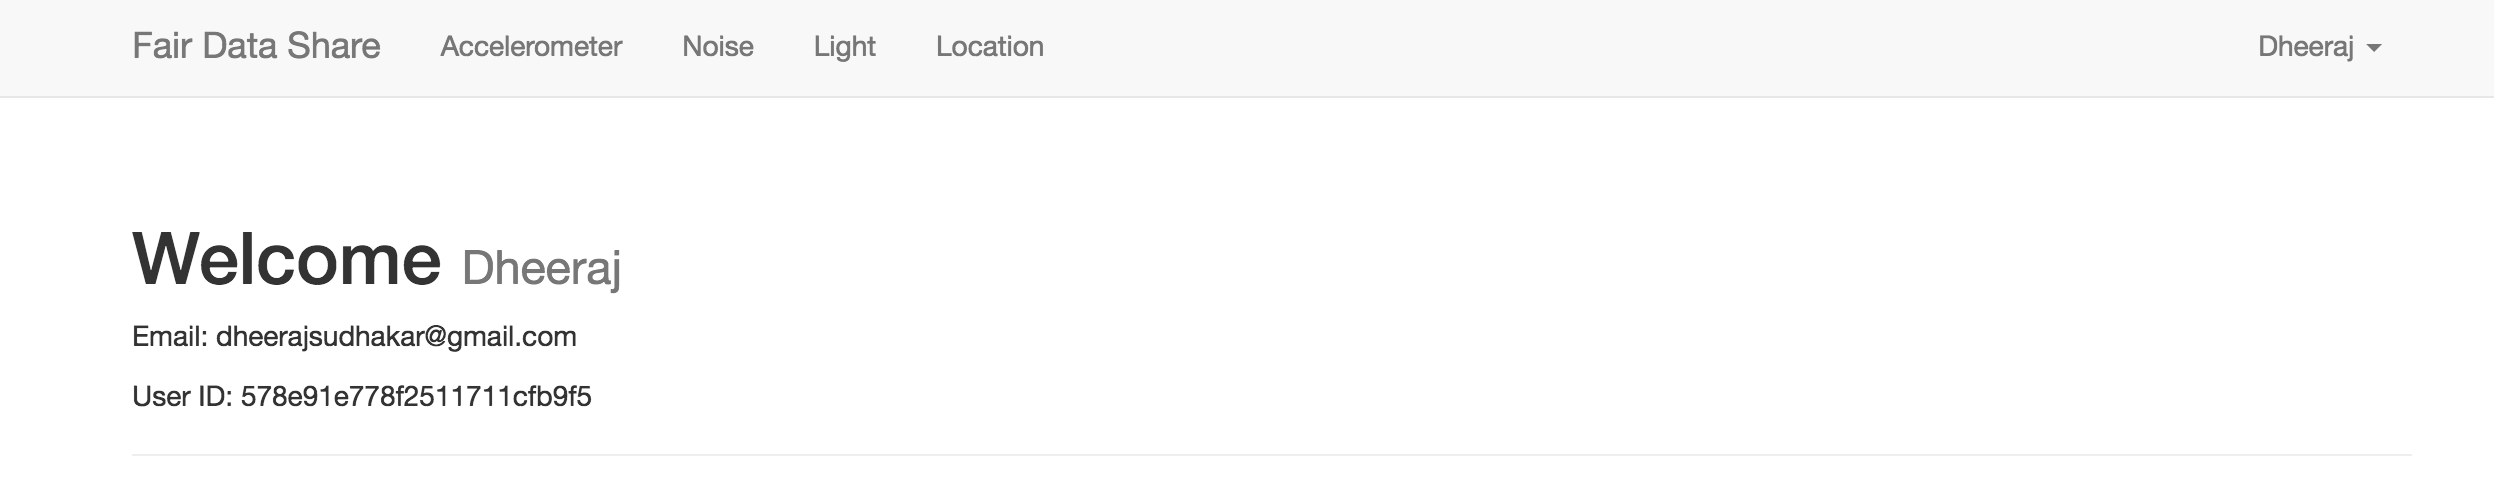 Fair Data Share Accelerometer Noise Light Location Dheeraj
Welcome Dheeraj
Email: dheerajsudhakar@gmail.com
User ID: 578e91e778f2511711cfb9f5